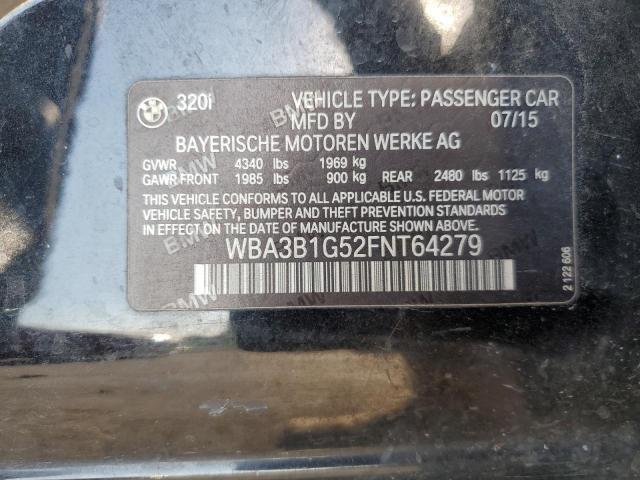 320i VEHICLE TYPE: PASSENGER CAR
MFD BY 07/15
BAYERISCHE MOTOREN WERKE AG
GVWR 4340 lbs 1969 kg
GAWR FRONT 1985 lbs 900 kg REAR 2480 lbs 1125 kg
THIS VEHICLE CONFORMS TO ALL APPLICABLE U.S. FEDERAL MOTOR
VEHICLE SAFETY, BUMPER AND THEFT PREVENTION STANDARDS
IN EFFECT ON THE DATE OF MANUFACTURE SHOWN ABOVE
WBA3B1G52FNT64279
2 122 606
BMW